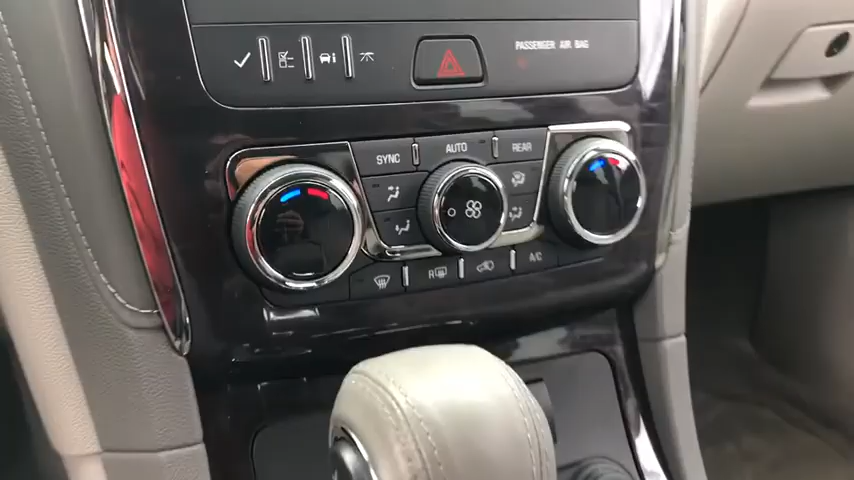 PASSENGER AIR BAG
SYNC
AUTO
REAR
R
A/C